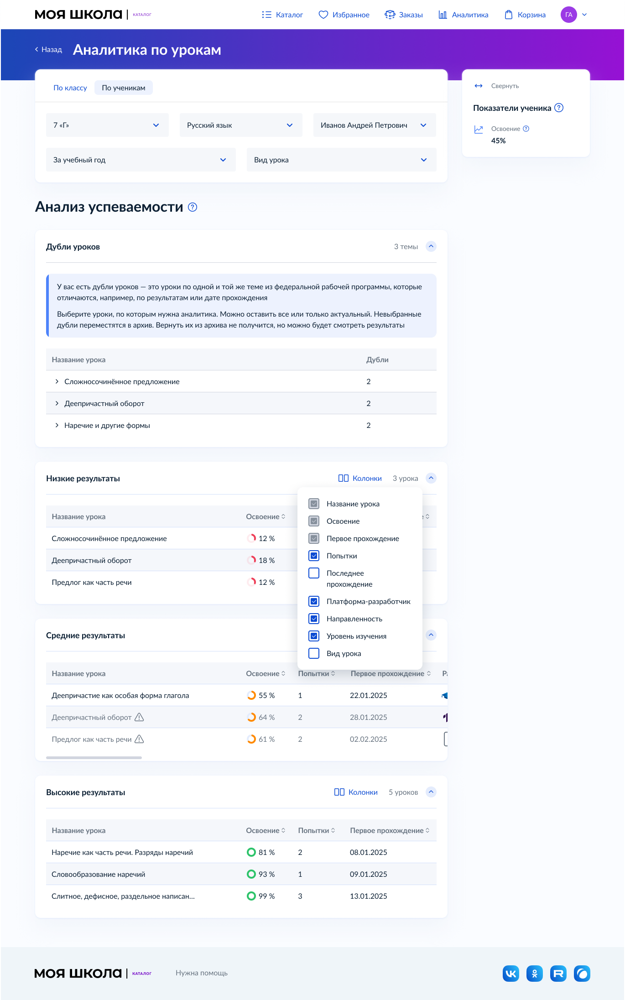 МОЯ ШКОЛА | КАТАЛОГ
Каталог
Избранное
Заказы
Аналитика
Корзина
ГА
Назад
Аналитика по урокам
По классу
По ученикам
7 «Г»
Русский язык
Иванов Андрей Петрович
За учебный год
Вид урока
Свернуть
Показатели ученика
Освоение
45%
Анализ успеваемости
Дубли уроков
3 темы
У вас есть дубли уроков — это уроки по одной и той же теме из федеральной рабочей программы, которые
отличаются, например, по результатам или дате прохождения
Выберите уроки, по которым нужна аналитика. Можно оставить все или только актуальный. Невыбранные
дубли переместятся в архив. Вернуть их из архива не получится, но можно будет смотреть результаты
Название урока Дубли
Сложносочинённое предложение 2
Деепричастный оборот 2
Наречие и другие формы 2
Низкие результаты
Колонки
3 урока
Название урока Освоение
Сложносочинённое предложение 12 %
Деепричастный оборот 18 %
Предлог как часть речи 12 %
Название урока
Освоение
Первое прохождение
Попытки
Последнее
прохождение
Платформа-разработчик
Направленность
Уровень изучения
Вид урока
Средние результаты
Название урока Освоение Попытки Первое прохождение
Деепричастие как особая форма глагола 55 % 1 22.01.2025
Деепричастный оборот 64 % 2 28.01.2025
Предлог как часть речи 61 % 2 02.02.2025
Высокие результаты
Колонки
5 уроков
Название урока Освоение Попытки Первое прохождение
Наречие как часть речи. Разряды наречий 81 % 2 08.01.2025
Словообразование наречий 93 % 1 09.01.2025
Слитное, дефисное, раздельное написан... 99 % 3 13.01.2025
МОЯ ШКОЛА | КАТАЛОГ
Нужна помощь